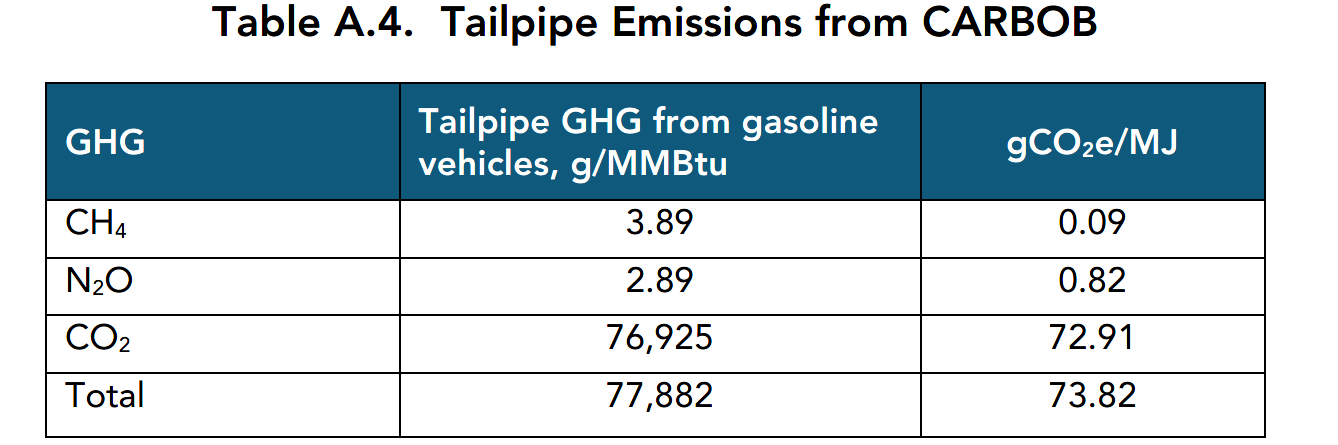 Table A.4. Tailpipe Emissions from CARBOB
GHG
Tailpipe GHG from gasoline
vehicles, g/MMBtu
gCO₂e/MJ
CH₄ 3.89 0.09
N₂O 2.89 0.82
CO₂ 76,925 72.91
Total 77,882 73.82